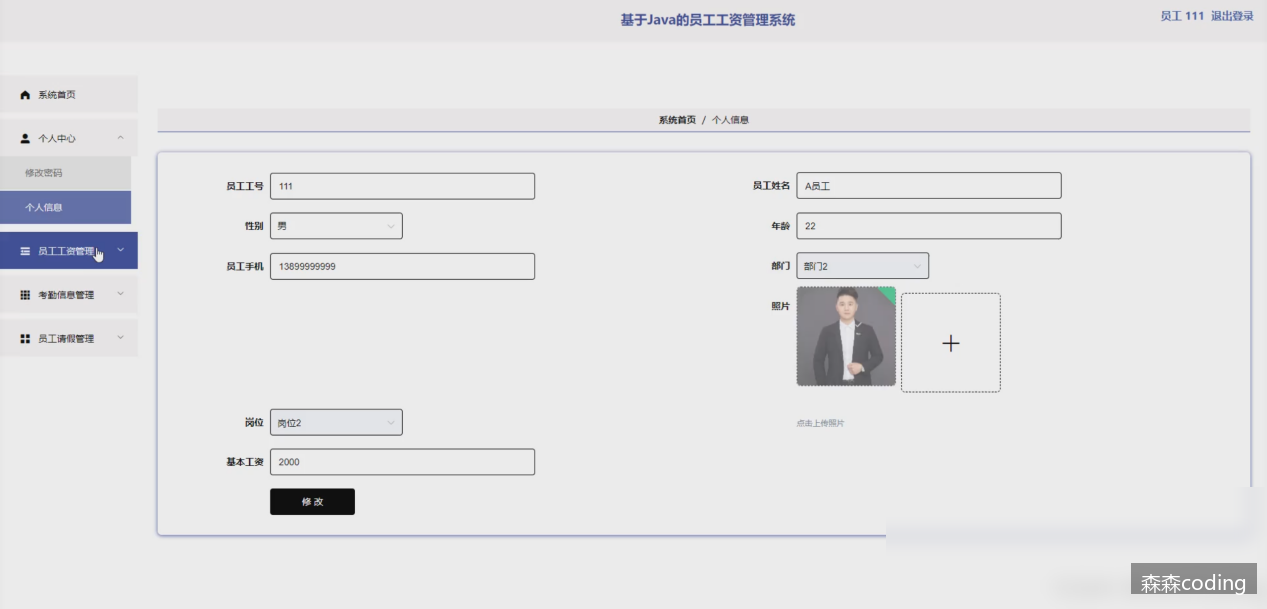 基于Java的员工工资管理系统
员工 111 退出登录
系统首页
个人中心
修改密码
个人信息
员工工资管理
考勤信息管理
员工请假管理
系统首页 / 个人信息
员工工号 111
员工姓名 A员工
性别 男
年龄 22
员工手机 13899999999
部门 部门2
照片
岗位 岗位2
点击上传照片
基本工资 2000
修 改
森森coding